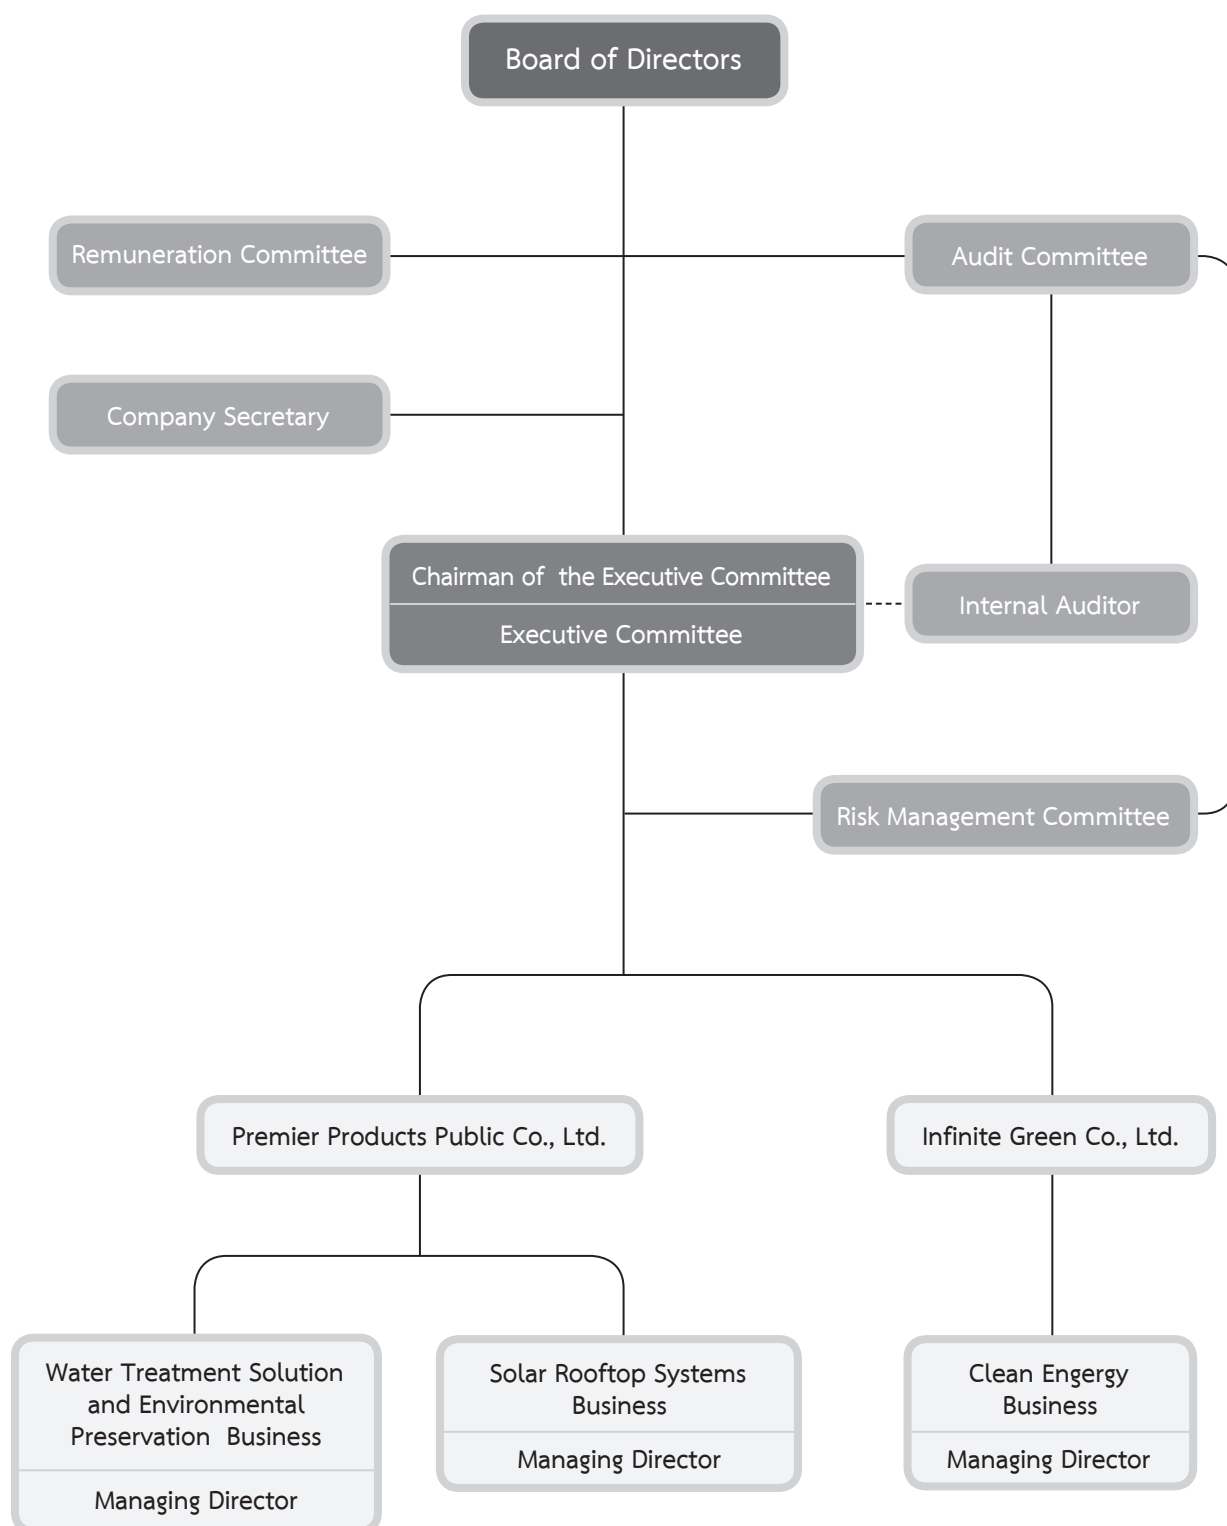 Board of Directors
Remuneration Committee
Audit Committee
Company Secretary
Chairman of the Executive Committee
Executive Committee
Internal Auditor
Risk Management Committee
Premier Products Public Co., Ltd.
Infinite Green Co., Ltd.
Water Treatment Solution
and Environmental
Preservation Business
Managing Director
Solar Rooftop Systems
Business
Managing Director
Clean Engergy
Business
Managing Director